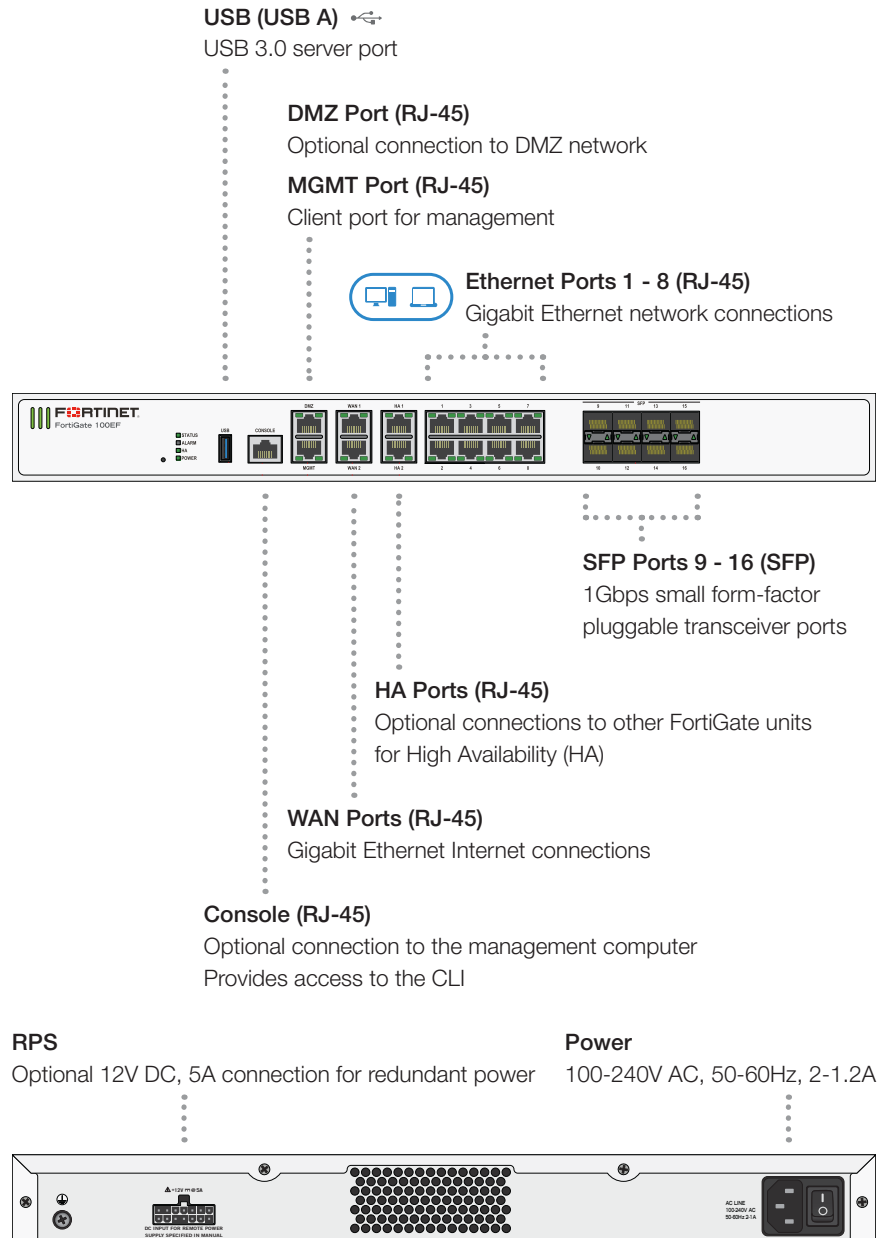 USB (USB A)
USB 3.0 server port
DMZ Port (RJ-45)
Optional connection to DMZ network
MGMT Port (RJ-45)
Client port for management
Ethernet Ports 1 - 8 (RJ-45)
Gigabit Ethernet network connections
FORTINET
FortiGate 100EF
STATUS
ALARM
HA
POWER
USB
CONSOLE
DMZ
MGMT
WAN 1
WAN 2
HA 1
HA 2
1 3 5 7
2 4 6 8
SFP
9 11 13 15
10 12 14 16
SFP Ports 9 - 16 (SFP)
1Gbps small form-factor
pluggable transceiver ports
HA Ports (RJ-45)
Optional connections to other FortiGate units
for High Availability (HA)
WAN Ports (RJ-45)
Gigabit Ethernet Internet connections
Console (RJ-45)
Optional connection to the management computer
Provides access to the CLI
RPS
Optional 12V DC, 5A connection for redundant power
Power
100-240V AC, 50-60Hz, 2-1.2A
+12V ⎓ @ 5A
DC INPUT FOR REMOTE POWER
SUPPLY SPECIFIED IN MANUAL
AC LINE
100-240V AC
50-60Hz 2-1A